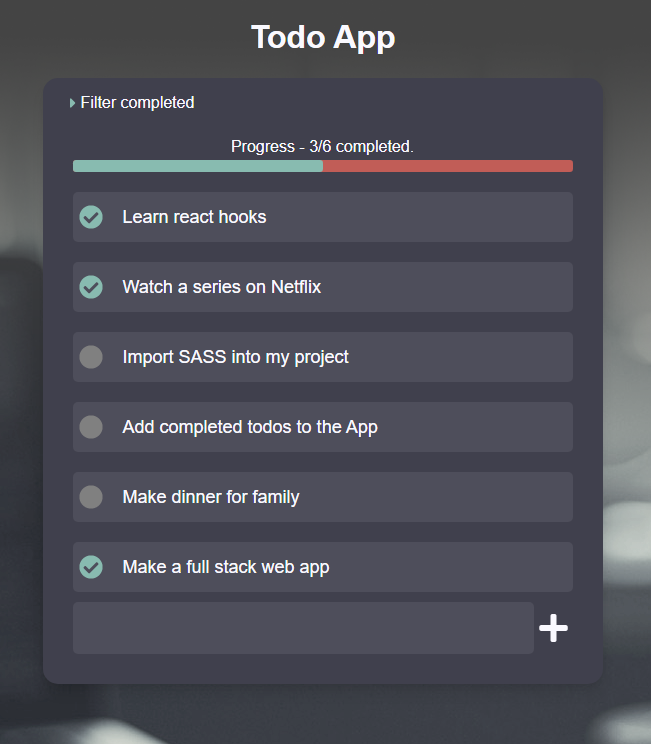 Todo App
Filter completed
Progress - 3/6 completed.
Learn react hooks
Watch a series on Netflix
Import SASS into my project
Add completed todos to the App
Make dinner for family
Make a full stack web app